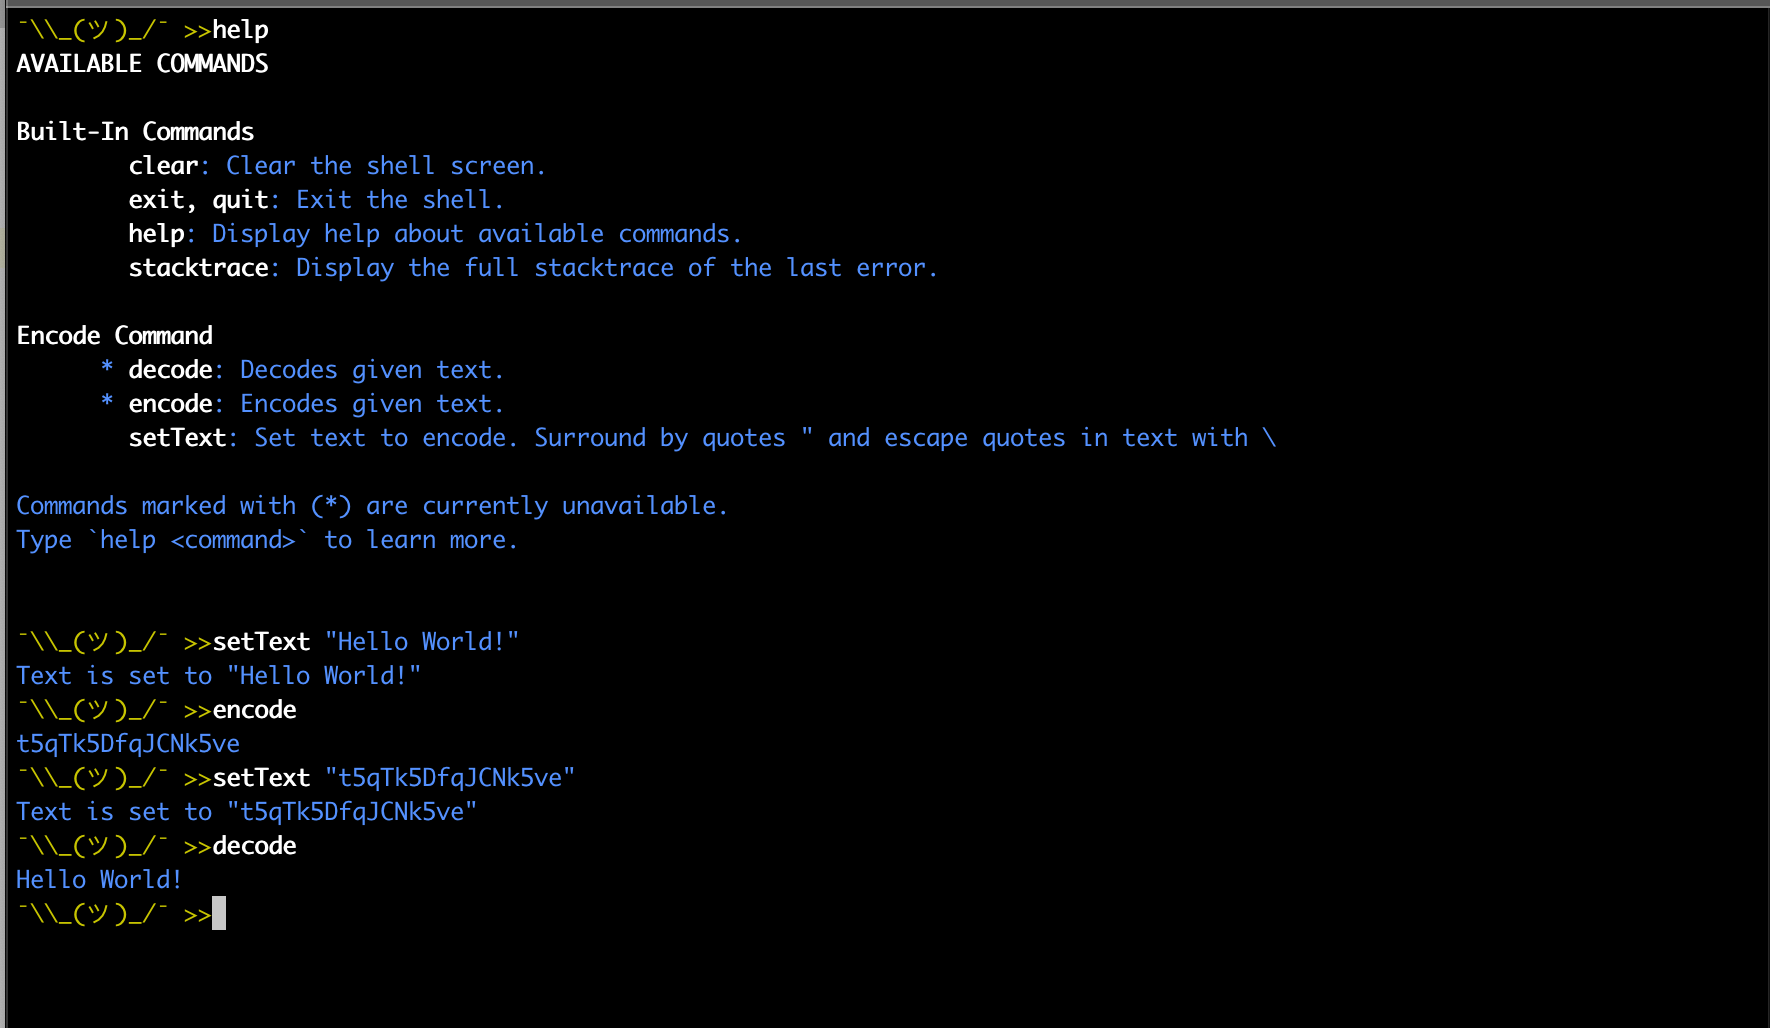 ¯\\_(ツ)_/¯ >>help
AVAILABLE COMMANDS

Built-In Commands
        clear: Clear the shell screen.
        exit, quit: Exit the shell.
        help: Display help about available commands.
        stacktrace: Display the full stacktrace of the last error.

Encode Command
      * decode: Decodes given text.
      * encode: Encodes given text.
        setText: Set text to encode. Surround by quotes " and escape quotes in text with \

Commands marked with (*) are currently unavailable.
Type `help <command>` to learn more.


¯\\_(ツ)_/¯ >>setText "Hello World!"
Text is set to "Hello World!"
¯\\_(ツ)_/¯ >>encode
t5qTk5DfqJCNk5ve
¯\\_(ツ)_/¯ >>setText "t5qTk5DfqJCNk5ve"
Text is set to "t5qTk5DfqJCNk5ve"
¯\\_(ツ)_/¯ >>decode
Hello World!
¯\\_(ツ)_/¯ >>